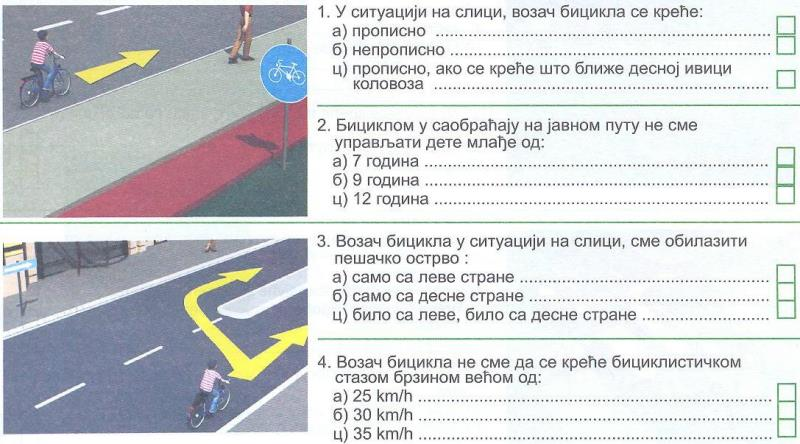 1. У ситуацији на слици, возач бицикла се креће:
а) прописно
б) непрописно
ц) прописно, ако се креће што ближе десној ивици
коловоза
2. Бициклом у саобраћају на јавном путу не сме
управљати дете млађе од:
а) 7 година
б) 9 година
ц) 12 година
3. Возач бицикла у ситуацији на слици, сме обилазити
пешачко острво :
а) само са леве стране
б) само са десне стране
ц) било са леве, било са десне стране
4. Возач бицикла не сме да се креће бициклистичком
стазом брзином већом од:
а) 25 km/h
б) 30 km/h
ц) 35 km/h